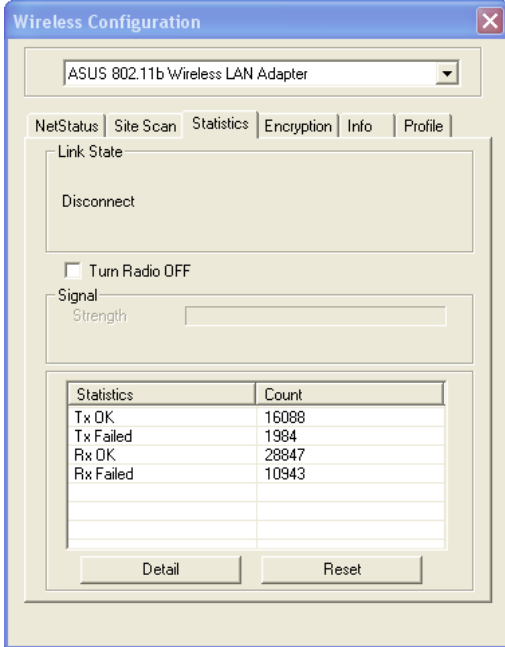 Wireless Configuration
ASUS 802.11b Wireless LAN Adapter
NetStatus Site Scan Statistics Encryption Info Profile
Link State
Disconnect
Turn Radio OFF
Signal
Strength
Statistics Count
Tx OK 16088
Tx Failed 1984
Rx OK 28847
Rx Failed 10943
Detail Reset